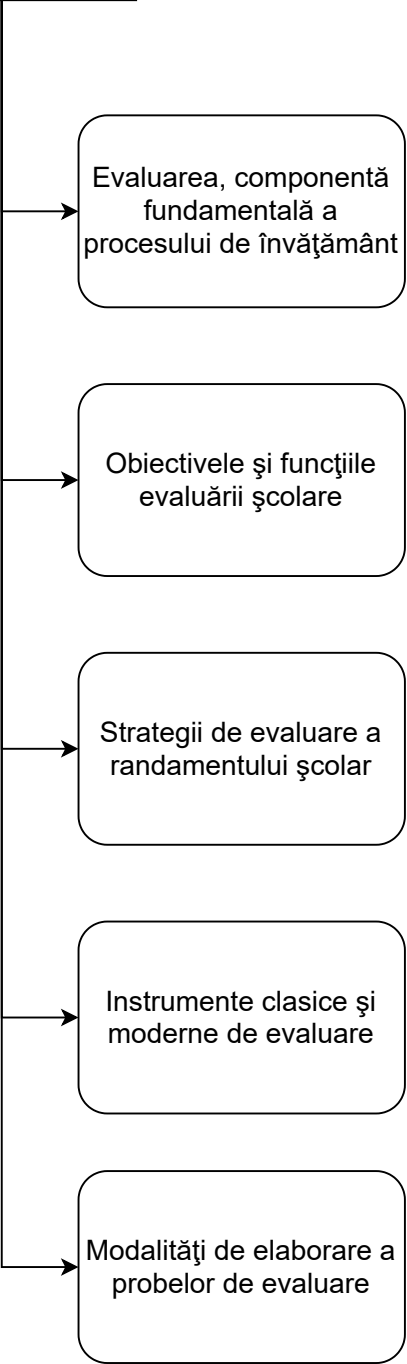 Evaluarea, componentă
fundamentală a
procesului de învăţământ
Obiectivele şi funcţiile
evaluării şcolare
Strategii de evaluare a
randamentului şcolar
Instrumente clasice şi
moderne de evaluare
Modalităţi de elaborare a
probelor de evaluare